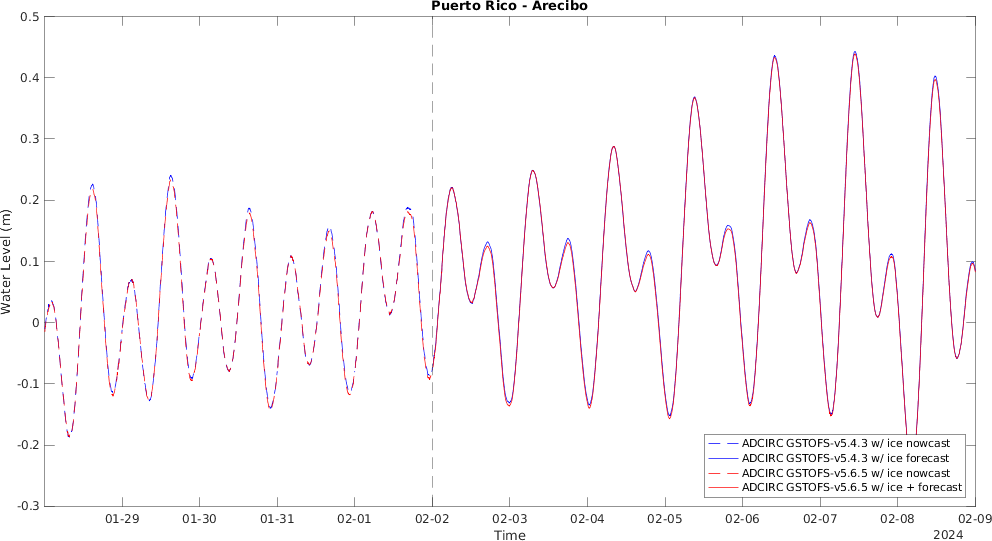 Puerto Rico - Arecibo
0.5
0.4
0.3
0.2
0.1
0
-0.1
-0.2
-0.3
Water Level (m)
ADCIRC GSTOFS-v5.4.3 w/ ice nowcast
ADCIRC GSTOFS-v5.4.3 w/ ice forecast
ADCIRC GSTOFS-v5.6.5 w/ ice nowcast
ADCIRC GSTOFS-v5.6.5 w/ ice + forecast
01-29 01-30 01-31 02-01 02-02 02-03 02-04 02-05 02-06 02-07 02-08 02-09
Time
2024